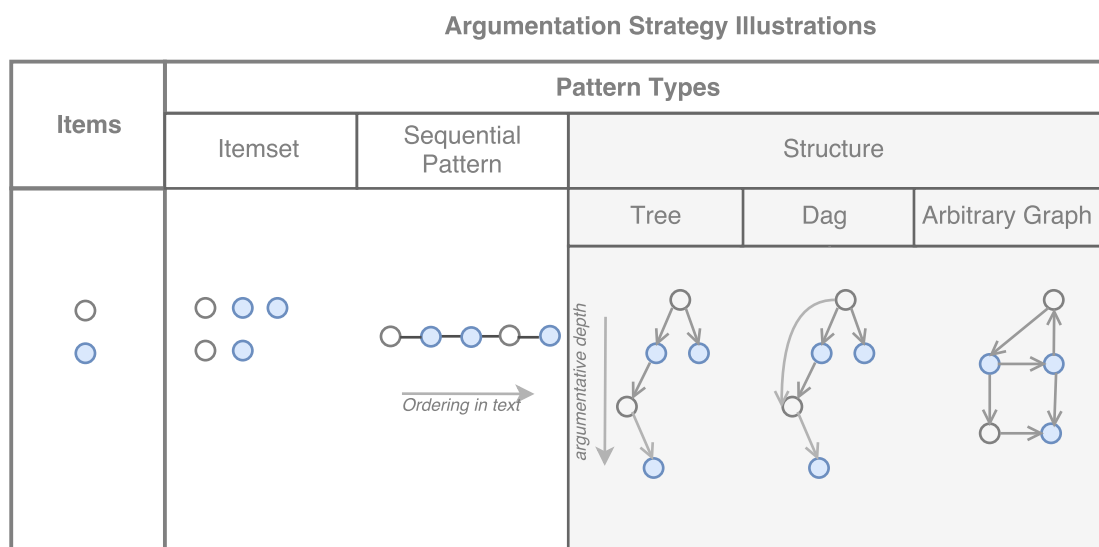 Argumentation Strategy Illustrations
Items
Pattern Types
Itemset
Sequential
Pattern
Structure
Tree
Dag
Arbitrary Graph
Ordering in text
argumentative depth